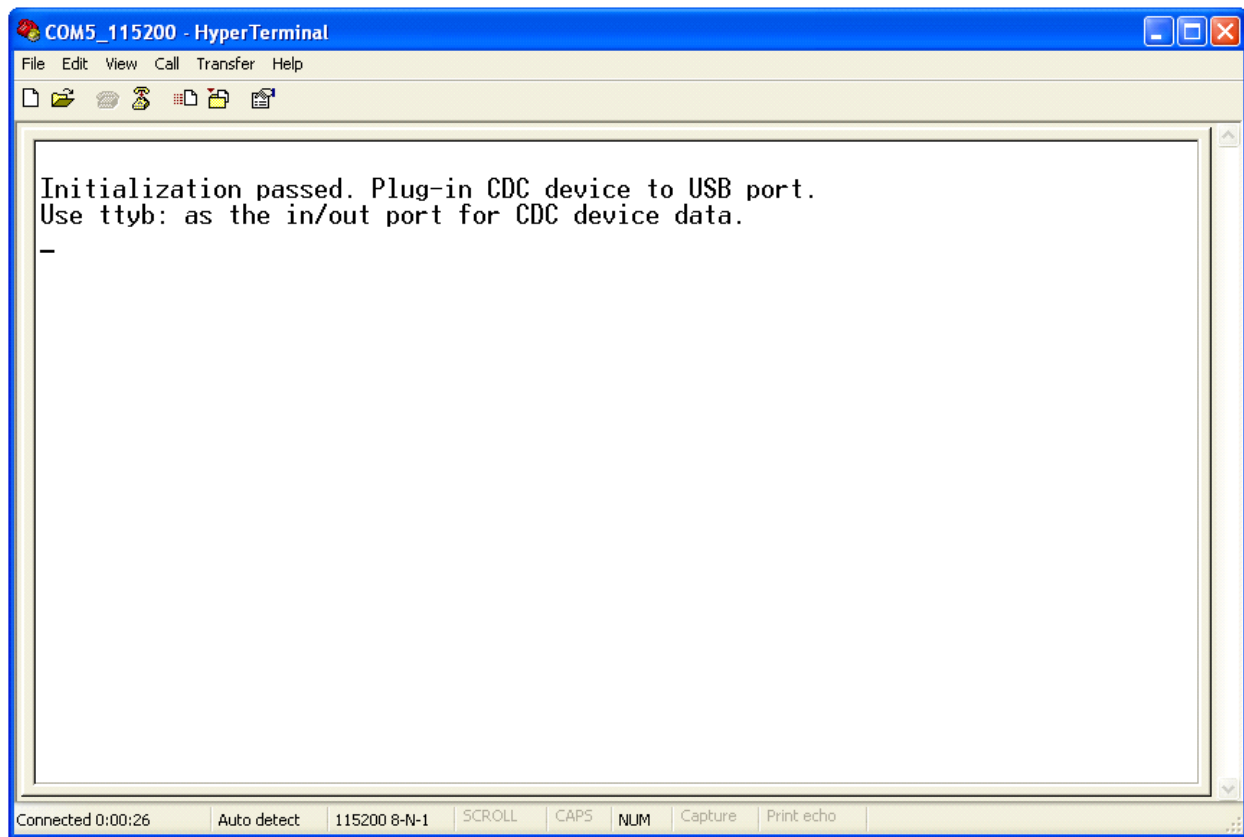 COM5_115200 - HyperTerminal
File Edit View Call Transfer Help
Initialization passed. Plug-in CDC device to USB port.
Use ttyb: as the in/out port for CDC device data.
_
Connected 0:00:26 Auto detect 115200 8-N-1 SCROLL CAPS NUM Capture Print echo